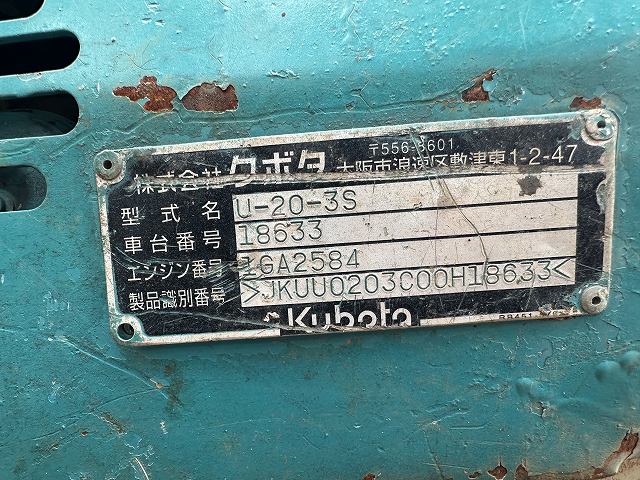 〒556-8601
株式会社クボタ 大阪市浪速区敷津東1-2-47
型式名 U-20-3S
車台番号 18633
エンジン番号 1GA2584
製品識別番号 >JKUU0203C00H18633<
Kubota